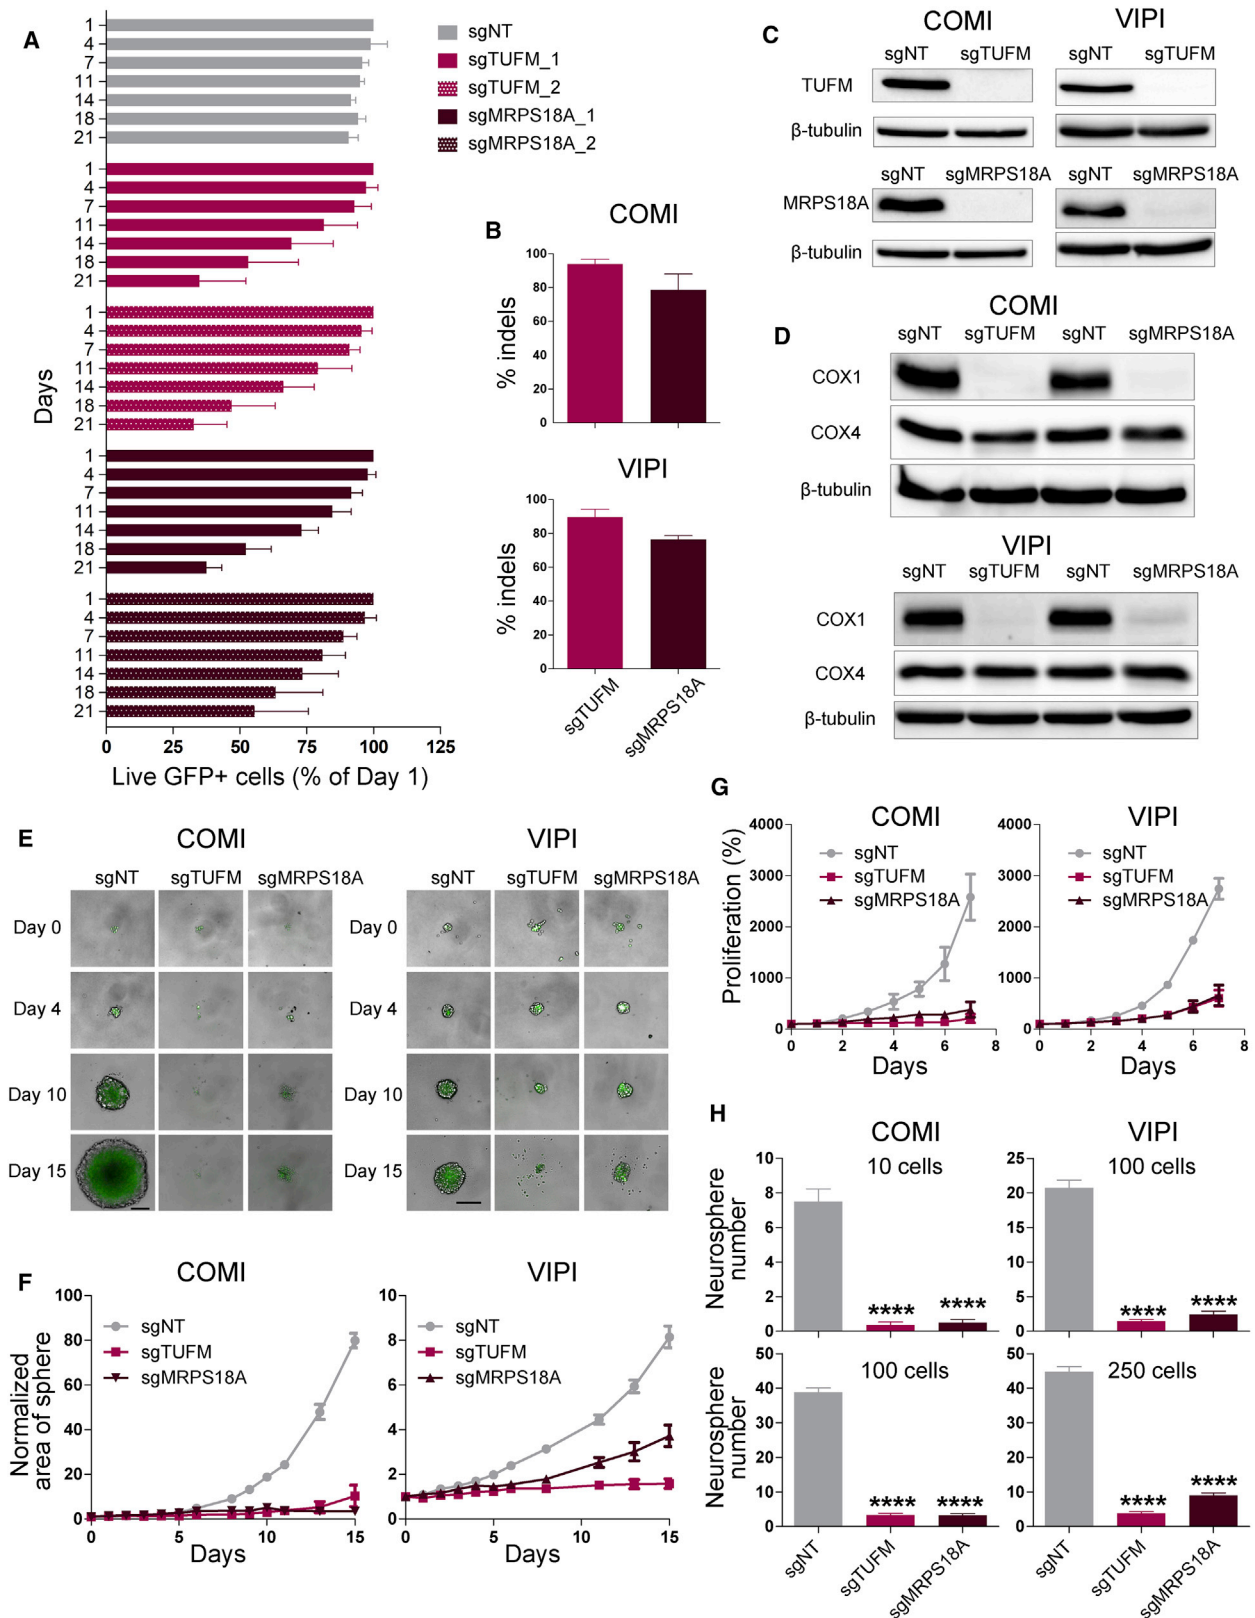 A
1
4
7
11
14
18
21
1
4
7
11
14
18
21
1
4
7
11
14
18
21
1
4
7
11
14
18
21
1
4
7
11
14
18
21
Days
0 25 50 75 100 125
Live GFP+ cells (% of Day 1)
sgNT
sgTUFM_1
sgTUFM_2
sgMRPS18A_1
sgMRPS18A_2
B
COMI
100
80
60
40
20
0
% indels
VIPI
100
80
60
40
20
0
% indels
sgTUFM sgMRPS18A
C
COMI VIPI
sgNT sgTUFM sgNT sgTUFM
TUFM
β-tubulin
sgNT sgMRPS18A sgNT sgMRPS18A
MRPS18A
β-tubulin
D
COMI
sgNT sgTUFM sgNT sgMRPS18A
COX1
COX4
β-tubulin
VIPI
sgNT sgTUFM sgNT sgMRPS18A
COX1
COX4
β-tubulin
E
COMI VIPI
sgNT sgTUFM sgMRPS18A sgNT sgTUFM sgMRPS18A
Day 0 Day 0
Day 4 Day 4
Day 10 Day 10
Day 15 Day 15
F
COMI
Normalized
area of sphere
100
80
60
40
20
0
sgNT
sgTUFM
sgMRPS18A
0 5 10 15
Days
VIPI
10
8
6
4
2
0
sgNT
sgTUFM
sgMRPS18A
0 5 10 15
Days
G
COMI
Proliferation (%)
4000
3000
2000
1000
0
sgNT
sgTUFM
sgMRPS18A
0 2 4 6 8
Days
VIPI
4000
3000
2000
1000
0
sgNT
sgTUFM
sgMRPS18A
0 2 4 6 8
Days
H
COMI VIPI
10 cells
Neurosphere
number
10
8
6
4
2
0
**** ****
100 cells
25
20
15
10
5
0
**** ****
100 cells
Neurosphere
number
50
40
30
20
10
0
**** ****
sgNT sgTUFM sgMRPS18A
250 cells
50
40
30
20
10
0
**** ****
sgNT sgTUFM sgMRPS18A